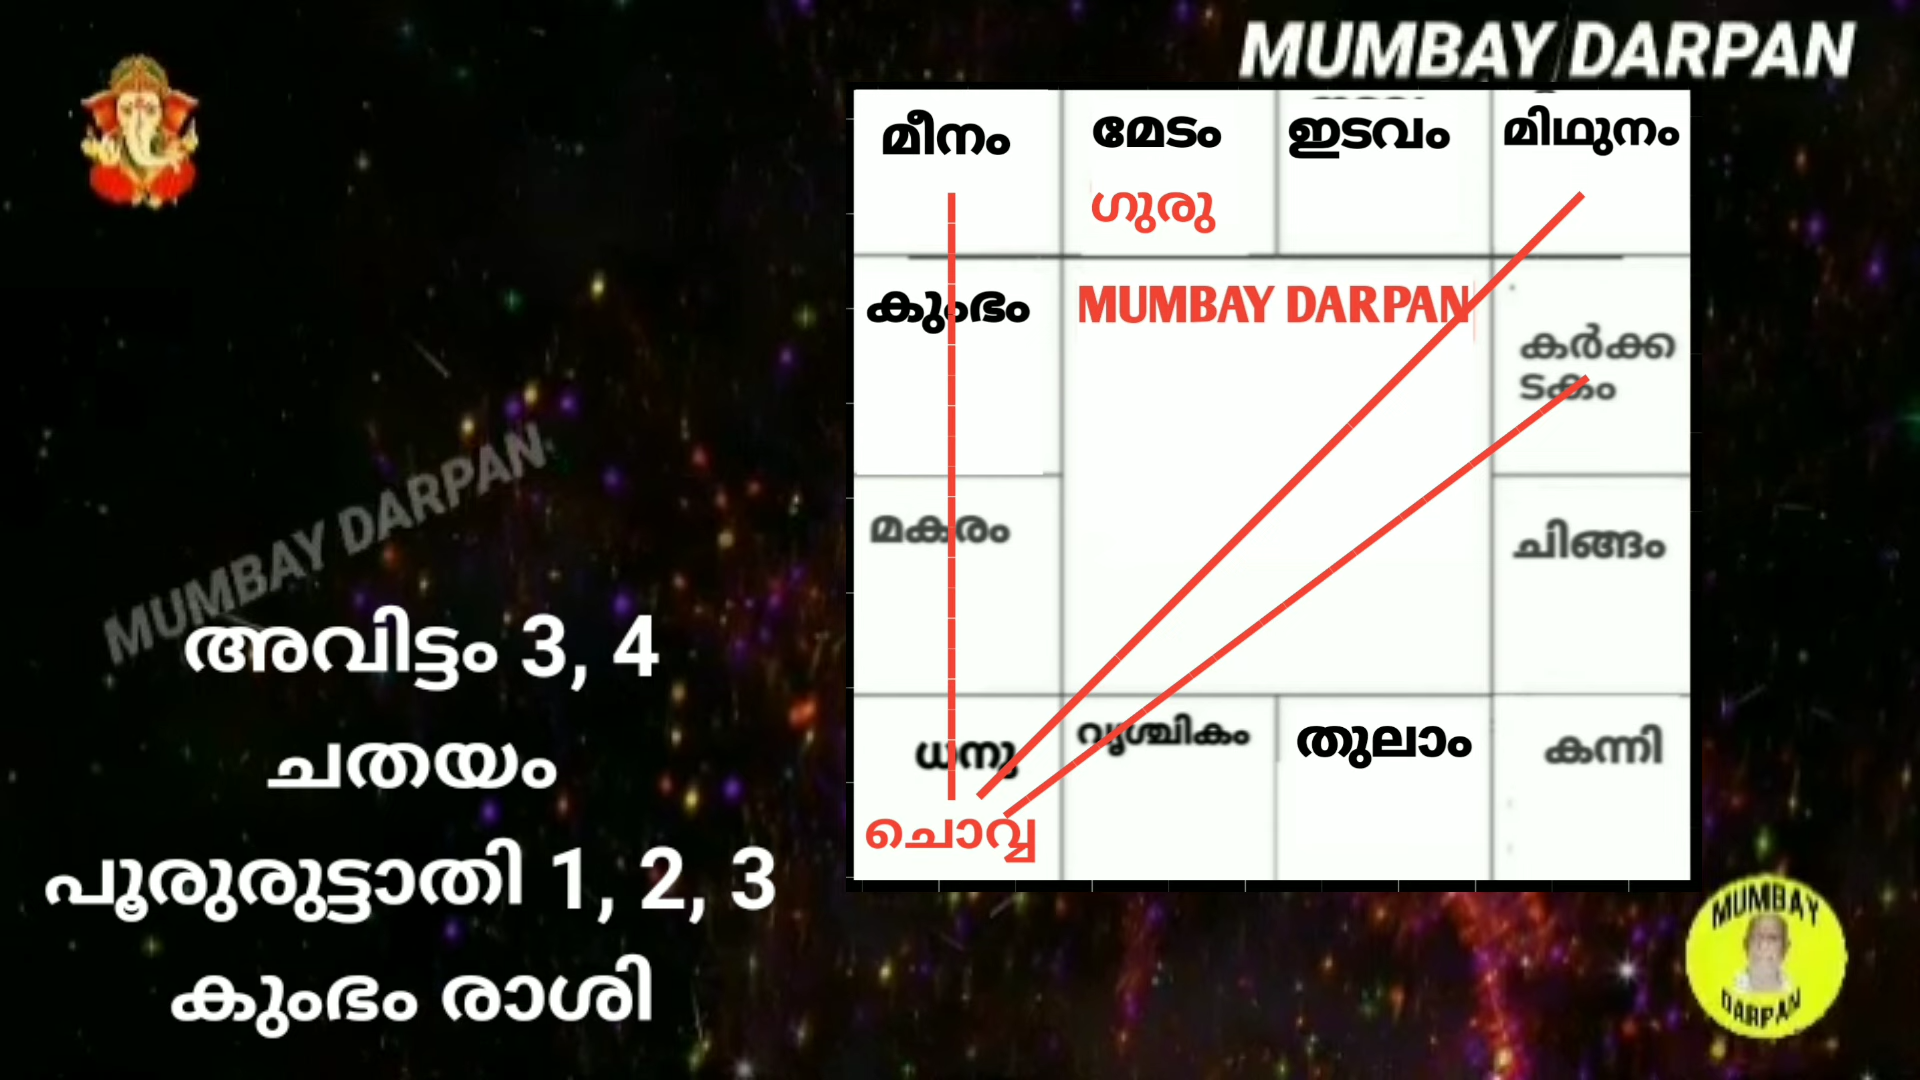 MUMBAY DARPAN
മീനം
മേടം
ഇടവം
മിഥുനം
ഗുരു
കുംഭം
MUMBAY DARPAN
കർക്ക
ടകം
മകരം
ചിങ്ങം
ധനു
വൃശ്ചികം
തുലാം
കന്നി
ചൊവ്വ
MUMBAY DARPAN
അവിട്ടം 3, 4
ചതയം
പൂരുരുട്ടാതി 1, 2, 3
കുംഭം രാശി
MUMBAY
DARPAN